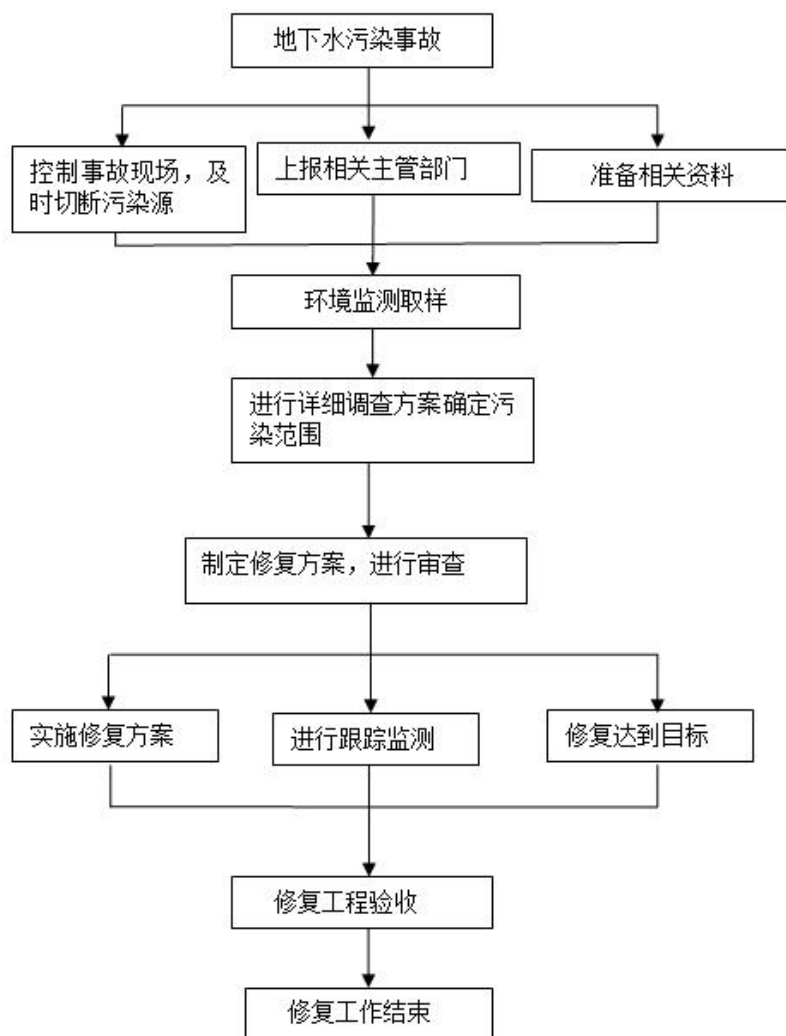 地下水污染事故
控制事故现场，及
时切断污染源
上报相关主管部门
准备相关资料
环境监测取样
进行详细调查方案确定污
染范围
制定修复方案，进行审查
实施修复方案
进行跟踪监测
修复达到目标
修复工程验收
修复工作结束